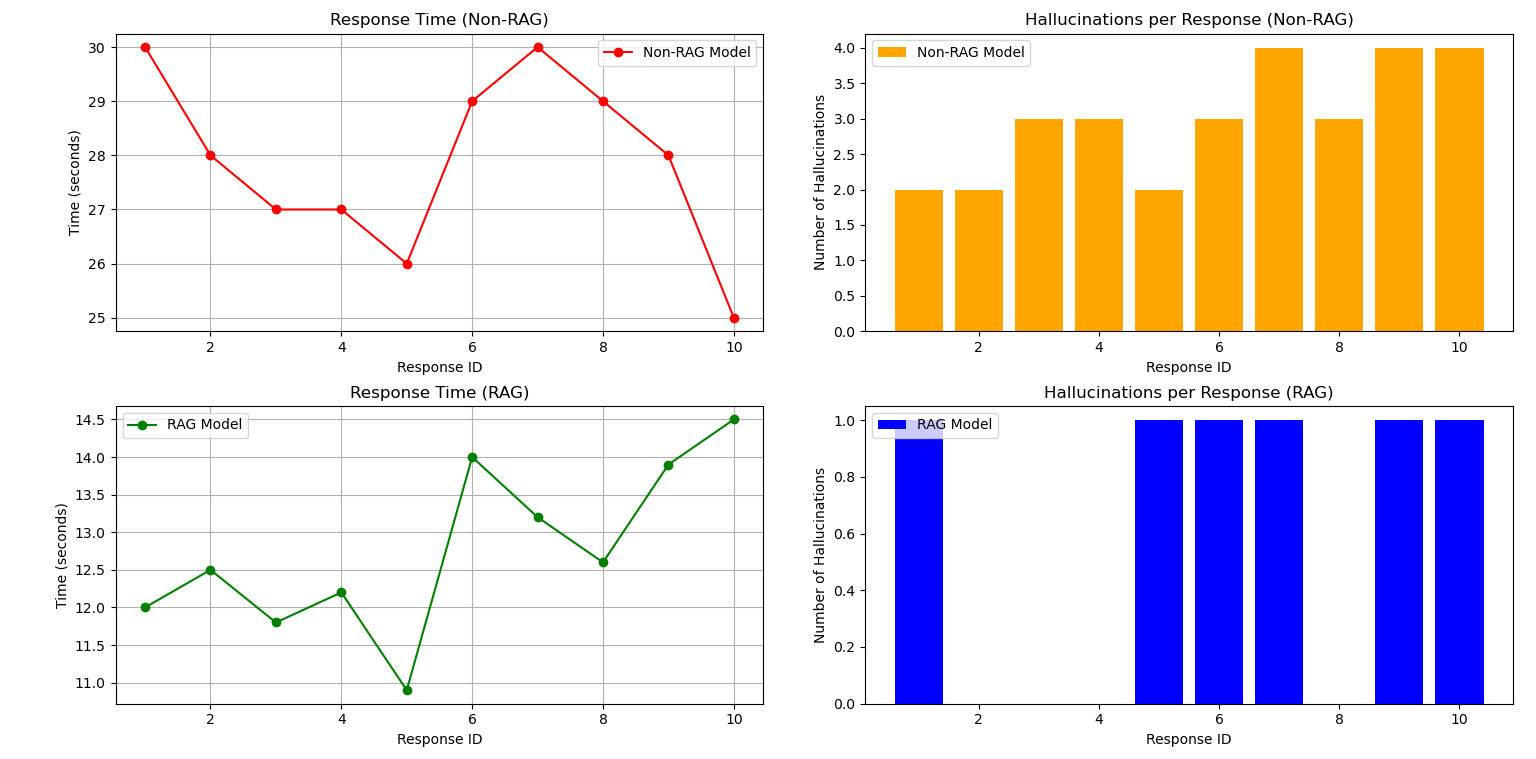 Response Time (Non-RAG)
Non-RAG Model
30
29
28
27
26
25
Time (seconds)
2 4 6 8 10
Response ID
Hallucinations per Response (Non-RAG)
Non-RAG Model
4.0
3.5
3.0
2.5
2.0
1.5
1.0
0.5
0.0
Number of Hallucinations
2 4 6 8 10
Response ID
Response Time (RAG)
RAG Model
14.5
14.0
13.5
13.0
12.5
12.0
11.5
11.0
Time (seconds)
2 4 6 8 10
Response ID
Hallucinations per Response (RAG)
RAG Model
1.0
0.8
0.6
0.4
0.2
0.0
Number of Hallucinations
2 4 6 8 10
Response ID